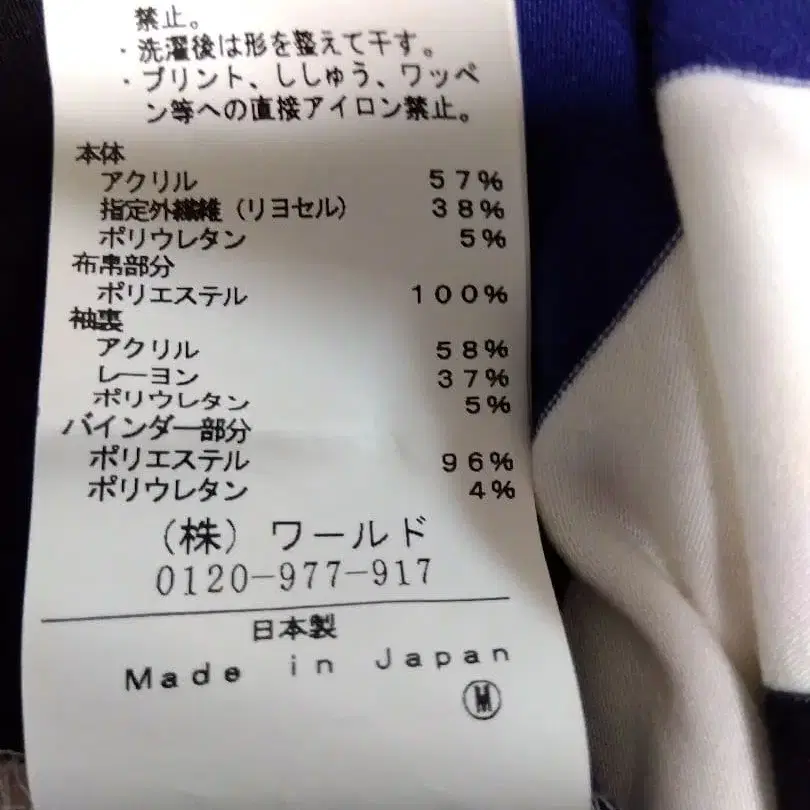 禁止。
・洗濯後は形を整えて干す。
・プリント、ししゅう、ワッペ
ン等への直接アイロン禁止。
本体
アクリル 57%
指定外繊維（リヨセル） 38%
ポリウレタン 5%
布帛部分
ポリエステル 100%
袖裏
アクリル 58%
レーヨン 37%
ポリウレタン 5%
バインダー部分
ポリエステル 96%
ポリウレタン 4%
（株）ワールド
0120-977-917
日本製
Made in Japan
Ⓜ